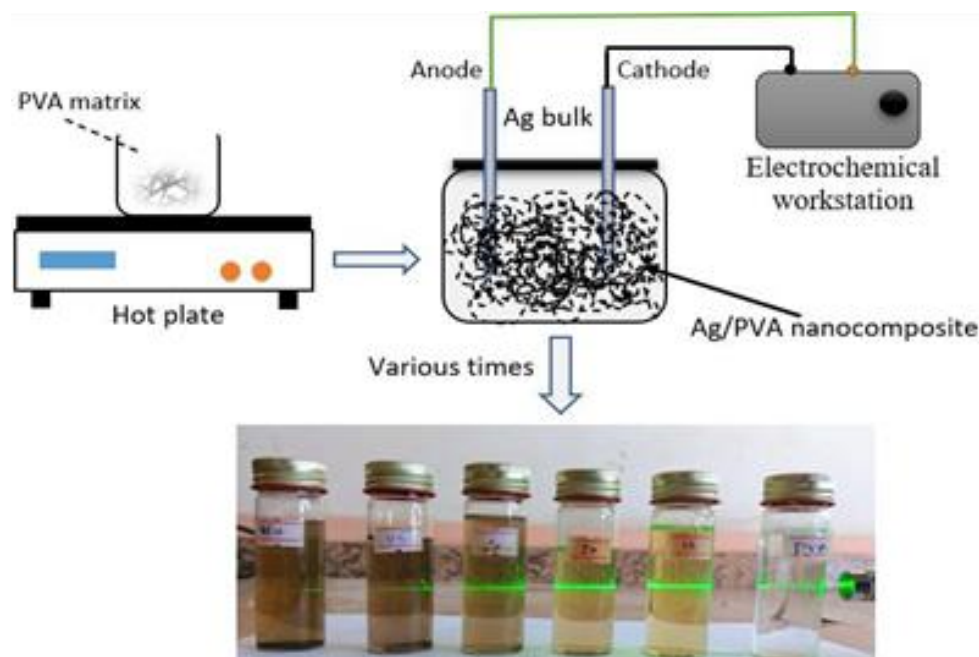 Anode
Cathode
PVA matrix
Ag bulk
Electrochemical
workstation
Hot plate
Ag/PVA nanocomposite
Various times